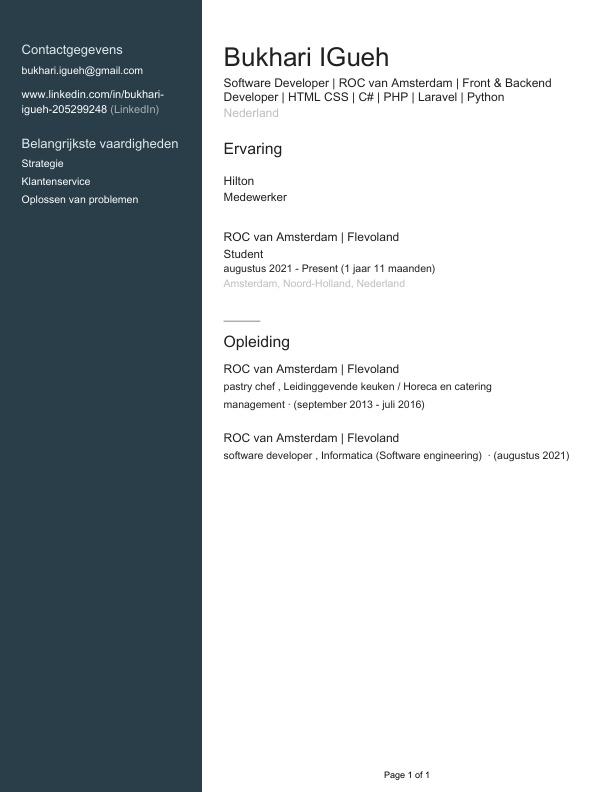 Contactgegevens
bukhari.igueh@gmail.com
www.linkedin.com/in/bukhari-
igueh-205299248 (LinkedIn)
Belangrijkste vaardigheden
Strategie
Klantenservice
Oplossen van problemen
Bukhari IGueh
Software Developer | ROC van Amsterdam | Front & Backend
Developer | HTML CSS | C# | PHP | Laravel | Python
Nederland
Ervaring
Hilton
Medewerker
ROC van Amsterdam | Flevoland
Student
augustus 2021 - Present (1 jaar 11 maanden)
Amsterdam, Noord-Holland, Nederland
Opleiding
ROC van Amsterdam | Flevoland
pastry chef , Leidinggevende keuken / Horeca en catering
management · (september 2013 - juli 2016)
ROC van Amsterdam | Flevoland
software developer , Informatica (Software engineering)  · (augustus 2021)
Page 1 of 1